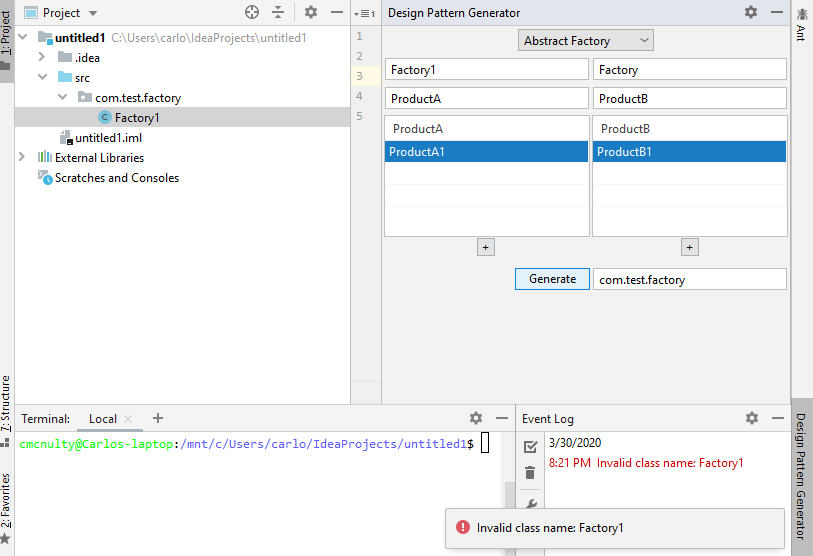 1: Project
Project
untitled1 C:\Users\carlo\IdeaProjects\untitled1
.idea
src
com.test.factory
C Factory1
untitled1.iml
External Libraries
Scratches and Consoles
1
1
2
3
4
5
Design Pattern Generator
Abstract Factory
Factory1 Factory
ProductA ProductB
ProductA ProductB
ProductA1 ProductB1
+ +
Generate com.test.factory
Ant
Design Pattern Generator
7: Structure
2: Favorites
Terminal: Local × +
cmcnulty@Carlos-laptop:/mnt/c/Users/carlo/IdeaProjects/untitled1$
Event Log
3/30/2020
8:21 PM Invalid class name: Factory1
Invalid class name: Factory1